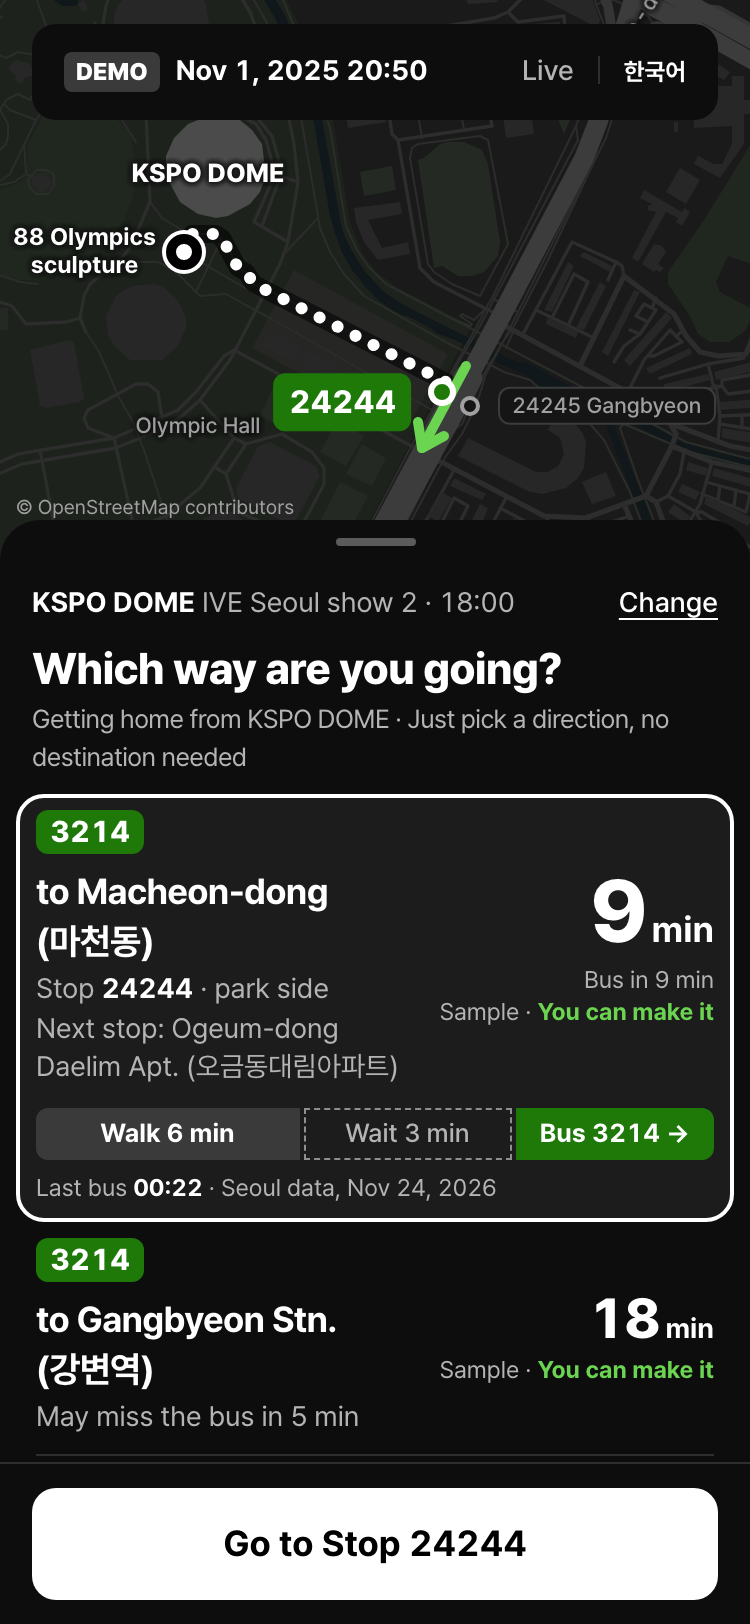 DEMO Nov 1, 2025 20:50 Live 한국어
KSPO DOME
88 Olympics
sculpture
24244
24245 Gangbyeon
Olympic Hall
© OpenStreetMap contributors
KSPO DOME IVE Seoul show 2 · 18:00 Change
Which way are you going?
Getting home from KSPO DOME · Just pick a direction, no
destination needed
3214
to Macheon-dong
(마천동)
9 min
Stop 24244 · park side
Bus in 9 min
Sample · You can make it
Next stop: Ogeum-dong
Daelim Apt. (오금동대림아파트)
Walk 6 min Wait 3 min Bus 3214 →
Last bus 00:22 · Seoul data, Nov 24, 2026
3214
to Gangbyeon Stn.
(강변역)
18 min
Sample · You can make it
May miss the bus in 5 min
Go to Stop 24244